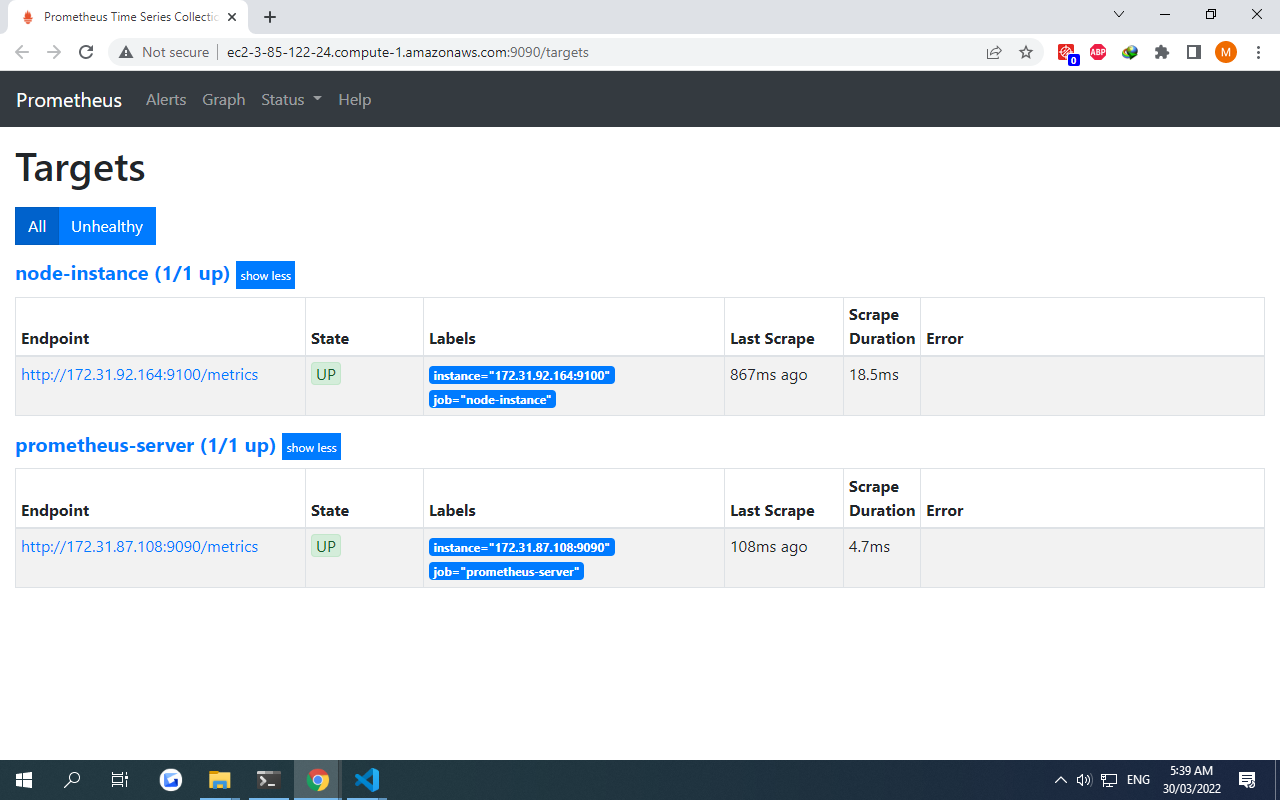 Prometheus Time Series Collectio
Not secure ec2-3-85-122-24.compute-1.amazonaws.com:9090/targets
0 ABP M
Prometheus Alerts Graph Status Help
Targets
All Unhealthy
node-instance (1/1 up) show less
Endpoint State Labels Last Scrape Scrape Duration Error
http://172.31.92.164:9100/metrics UP instance="172.31.92.164:9100" 867ms ago 18.5ms
job="node-instance"
prometheus-server (1/1 up) show less
Endpoint State Labels Last Scrape Scrape Duration Error
http://172.31.87.108:9090/metrics UP instance="172.31.87.108:9090" 108ms ago 4.7ms
job="prometheus-server"
ENG 5:39 AM
30/03/2022